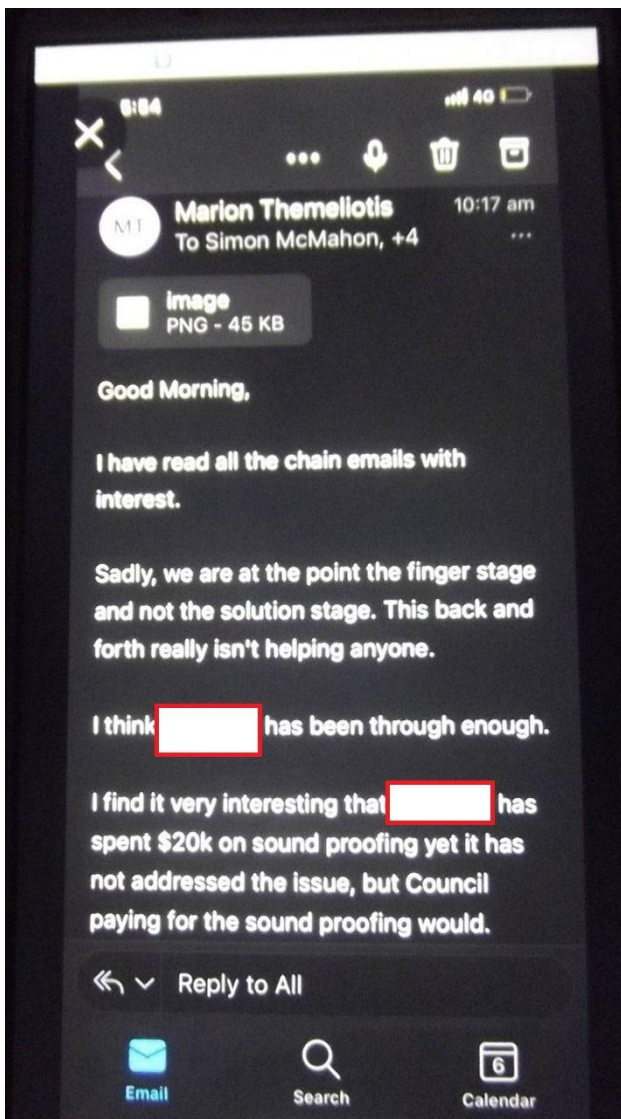 6:54
4G
MT
Marion Themeliotis
10:17 am
To Simon McMahon, +4
image
PNG - 45 KB
Good Morning,
I have read all the chain emails with
interest.
Sadly, we are at the point the finger stage
and not the solution stage. This back and
forth really isn't helping anyone.
I think has been through enough.
I find it very interesting that has
spent $20k on sound proofing yet it has
not addressed the issue, but Council
paying for the sound proofing would.
Reply to All
6
Email
Search
Calendar